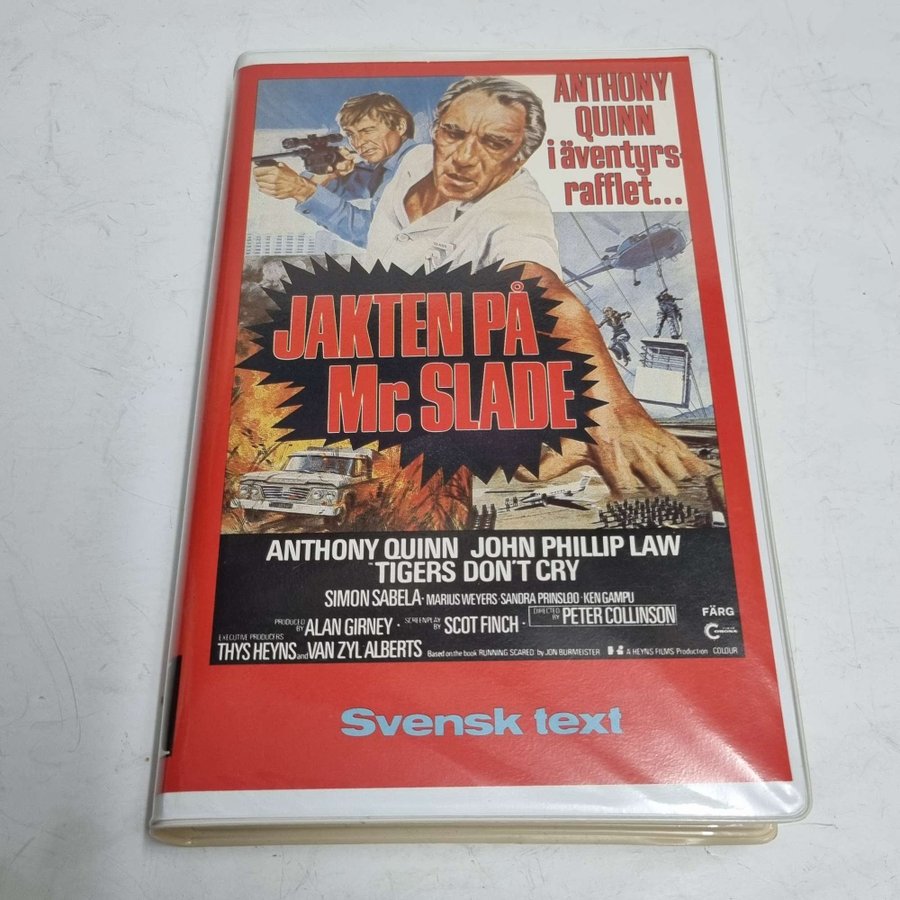 ANTHONY
QUINN
i äventyrs-
rafflet...
JAKTEN PÅ
Mr. SLADE
ANTHONY QUINN JOHN PHILLIP LAW
"TIGERS DON'T CRY
SIMON SABELA · MARIUS WEYERS · SANDRA PRINSLOO · KEN GAMPU
PRODUCED BY ALAN GIRNEY · SCREENPLAY BY SCOT FINCH · DIRECTED BY PETER COLLINSON
FÄRG
EXECUTIVE PRODUCERS
THYS HEYNS and VAN ZYL ALBERTS Based on the book RUNNING SCARED by JON BURMEISTER A HEYNS FILMS Production COLOUR
CORONA
Svensk text